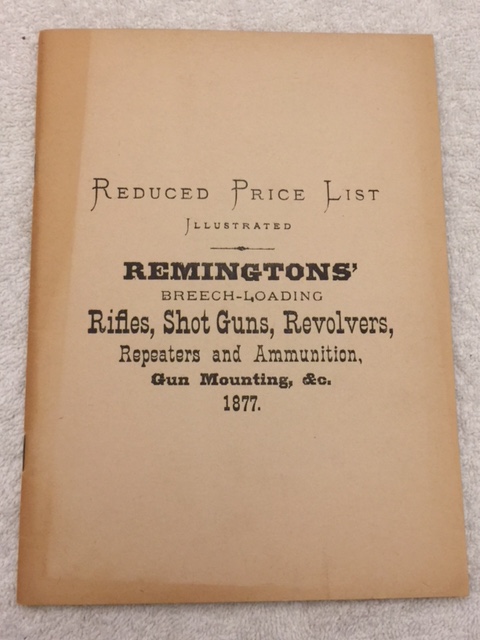 REDUCED PRICE LIST
ILLUSTRATED
REMINGTONS'
BREECH-LOADING
Rifles, Shot Guns, Revolvers,
Repeaters and Ammunition,
Gun Mounting, &c.
1877.